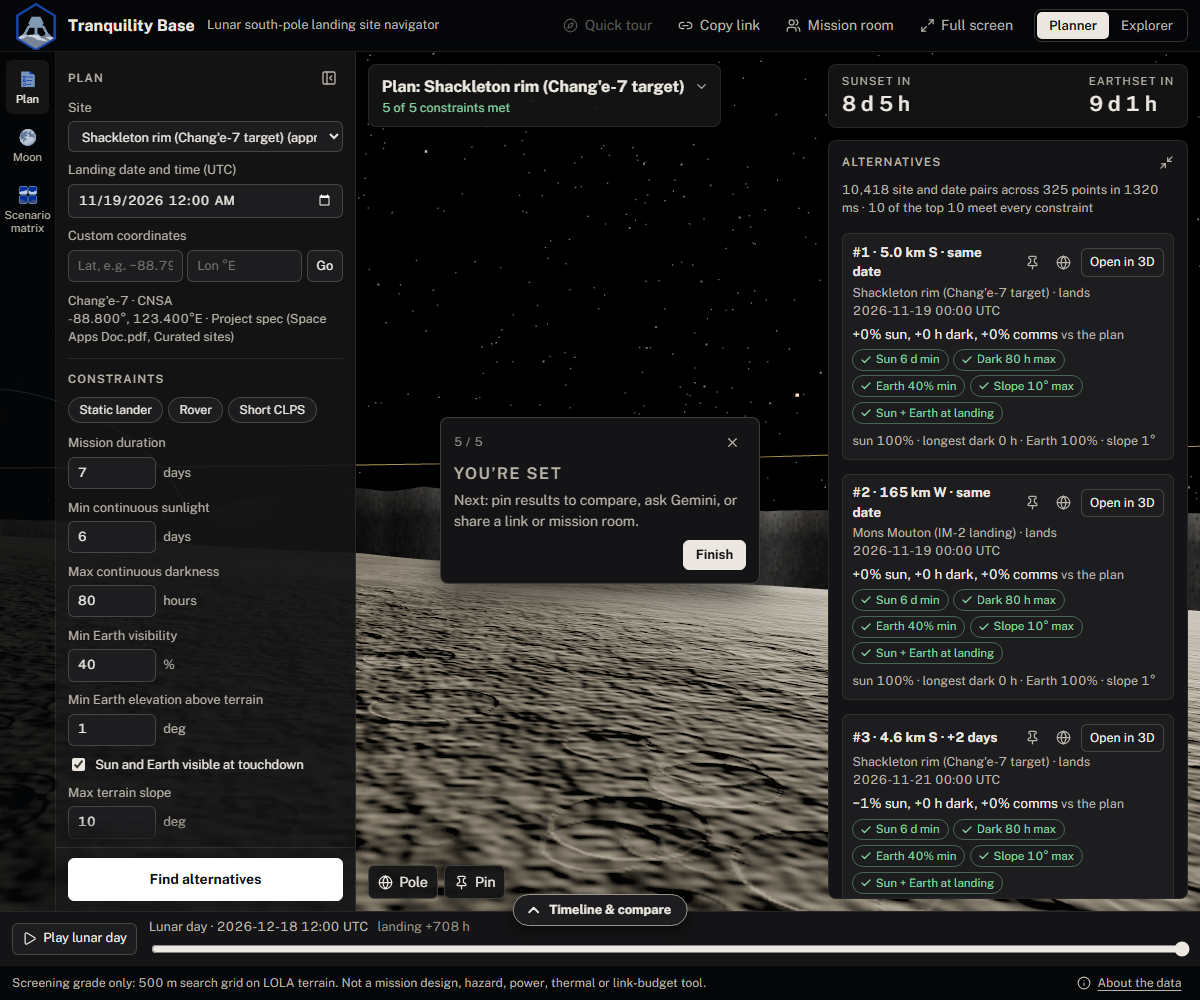 Tranquility Base
Lunar south-pole landing site navigator
Quick tour
Copy link
Mission room
Full screen
Planner
Explorer
Plan
Moon
Scenario
matrix
PLAN
Site
Shackleton rim (Chang'e-7 target) (appr
Landing date and time (UTC)
11/19/2026 12:00 AM
Custom coordinates
Lat, e.g. −88.79
Lon °E
Go
Chang'e-7 · CNSA
-88.800°, 123.400°E · Project spec (Space
Apps Doc.pdf, Curated sites)
CONSTRAINTS
Static lander
Rover
Short CLPS
Mission duration
7 days
Min continuous sunlight
6 days
Max continuous darkness
80 hours
Min Earth visibility
40 %
Min Earth elevation above terrain
1 deg
Sun and Earth visible at touchdown
Max terrain slope
10 deg
Find alternatives
Plan: Shackleton rim (Chang'e-7 target)
5 of 5 constraints met
5 / 5
YOU'RE SET
Next: pin results to compare, ask Gemini, or
share a link or mission room.
Finish
Pole
Pin
SUNSET IN
8 d 5 h
EARTHSET IN
9 d 1 h
ALTERNATIVES
10,418 site and date pairs across 325 points in 1320
ms · 10 of the top 10 meet every constraint
#1 · 5.0 km S · same
date
Open in 3D
Shackleton rim (Chang'e-7 target) · lands
2026-11-19 00:00 UTC
+0% sun, +0 h dark, +0% comms vs the plan
Sun 6 d min
Dark 80 h max
Earth 40% min
Slope 10° max
Sun + Earth at landing
sun 100% · longest dark 0 h · Earth 100% · slope 1°
#2 · 165 km W · same
date
Open in 3D
Mons Mouton (IM-2 landing) · lands
2026-11-19 00:00 UTC
+0% sun, +0 h dark, +0% comms vs the plan
Sun 6 d min
Dark 80 h max
Earth 40% min
Slope 10° max
Sun + Earth at landing
sun 100% · longest dark 0 h · Earth 100% · slope 1°
#3 · 4.6 km S · +2 days
Open in 3D
Shackleton rim (Chang'e-7 target) · lands
2026-11-21 00:00 UTC
−1% sun, +0 h dark, +0% comms vs the plan
Sun 6 d min
Dark 80 h max
Earth 40% min
Slope 10° max
Sun + Earth at landing
Timeline & compare
Play lunar day
Lunar day · 2026-12-18 12:00 UTC landing +708 h
Screening grade only: 500 m search grid on LOLA terrain. Not a mission design, hazard, power, thermal or link-budget tool.
About the data